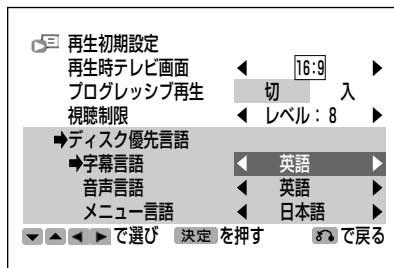 再生初期設定
再生時テレビ画面 ◀ 16:9 ▶
プログレッシブ再生 切 入
視聴制限 ◀ レベル：8 ▶
➡ディスク優先言語
➡字幕言語 ◀ 英語 ▶
音声言語 ◀ 英語 ▶
メニュー言語 ◀ 日本語 ▶
▼▲◀▶で選び 決定を押す で戻る